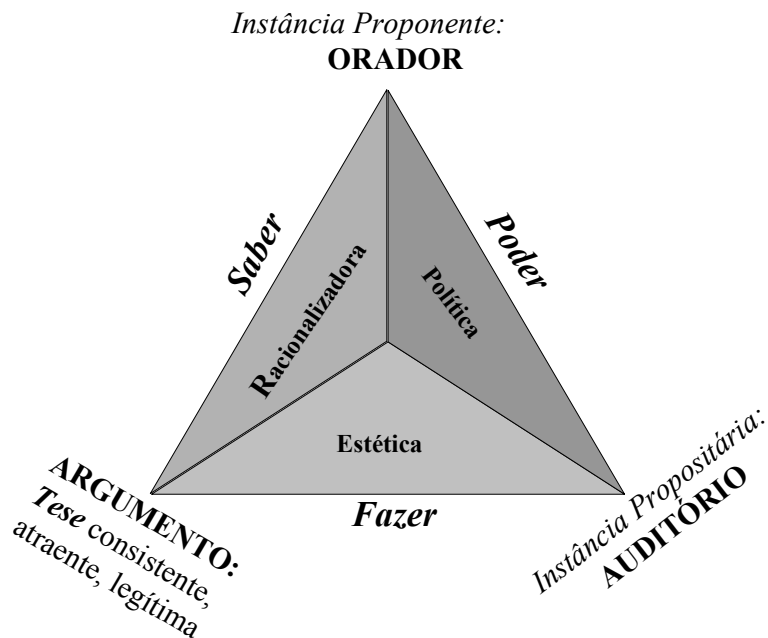 Instância Proponente:
ORADOR
Saber
Poder
Racionalizadora
Política
Estética
Fazer
ARGUMENTO:
Tese consistente,
atraente, legítima
Instância Propositária:
AUDITÓRIO